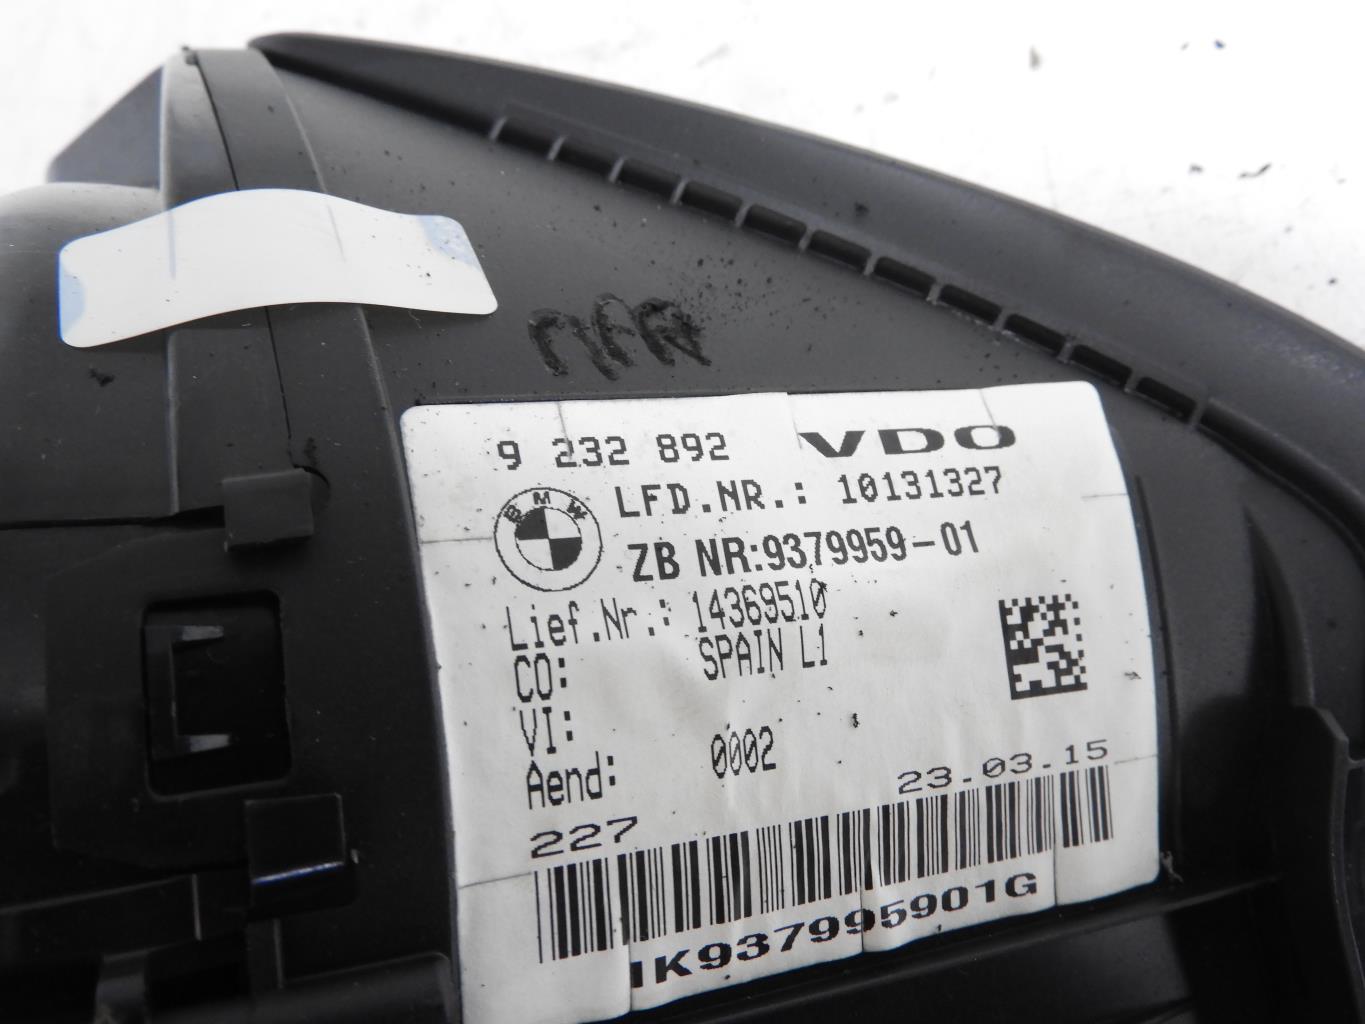 9 232 892 VDO
BMW
LFD.NR.: 10131327
ZB NR:9379959-01
Lief.Nr.: 14369510
CO: SPAIN L1
VI:
Aend: 0002
23.03.15
227
1K937995901G